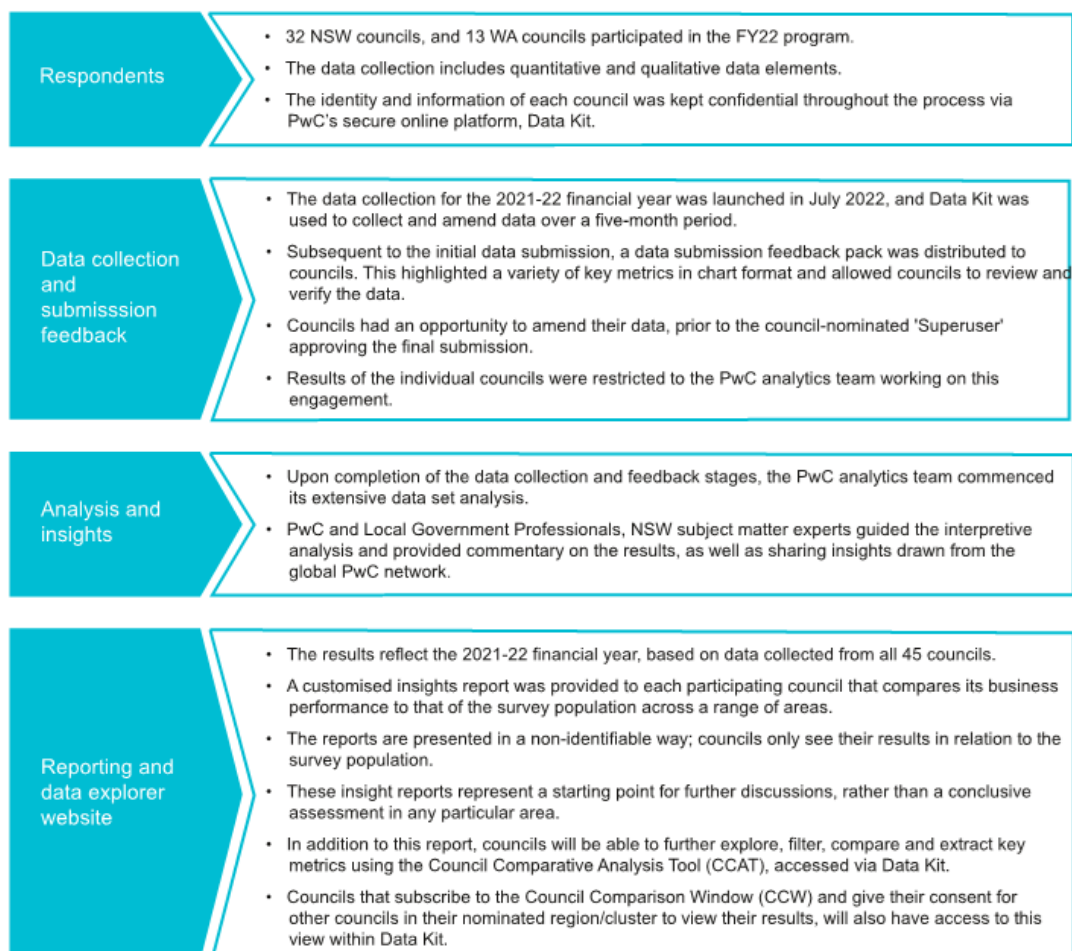 Respondents
• 32 NSW councils, and 13 WA councils participated in the FY22 program.
• The data collection includes quantitative and qualitative data elements.
• The identity and information of each council was kept confidential throughout the process via
PwC's secure online platform, Data Kit.
Data collection
and
submisssion
feedback
• The data collection for the 2021-22 financial year was launched in July 2022, and Data Kit was
used to collect and amend data over a five-month period.
• Subsequent to the initial data submission, a data submission feedback pack was distributed to
councils. This highlighted a variety of key metrics in chart format and allowed councils to review and
verify the data.
• Councils had an opportunity to amend their data, prior to the council-nominated 'Superuser'
approving the final submission.
• Results of the individual councils were restricted to the PwC analytics team working on this
engagement.
Analysis and
insights
• Upon completion of the data collection and feedback stages, the PwC analytics team commenced
its extensive data set analysis.
• PwC and Local Government Professionals, NSW subject matter experts guided the interpretive
analysis and provided commentary on the results, as well as sharing insights drawn from the
global PwC network.
Reporting and
data explorer
website
• The results reflect the 2021-22 financial year, based on data collected from all 45 councils.
• A customised insights report was provided to each participating council that compares its business
performance to that of the survey population across a range of areas.
• The reports are presented in a non-identifiable way; councils only see their results in relation to the
survey population.
• These insight reports represent a starting point for further discussions, rather than a conclusive
assessment in any particular area.
• In addition to this report, councils will be able to further explore, filter, compare and extract key
metrics using the Council Comparative Analysis Tool (CCAT), accessed via Data Kit.
• Councils that subscribe to the Council Comparison Window (CCW) and give their consent for
other councils in their nominated region/cluster to view their results, will also have access to this
view within Data Kit.